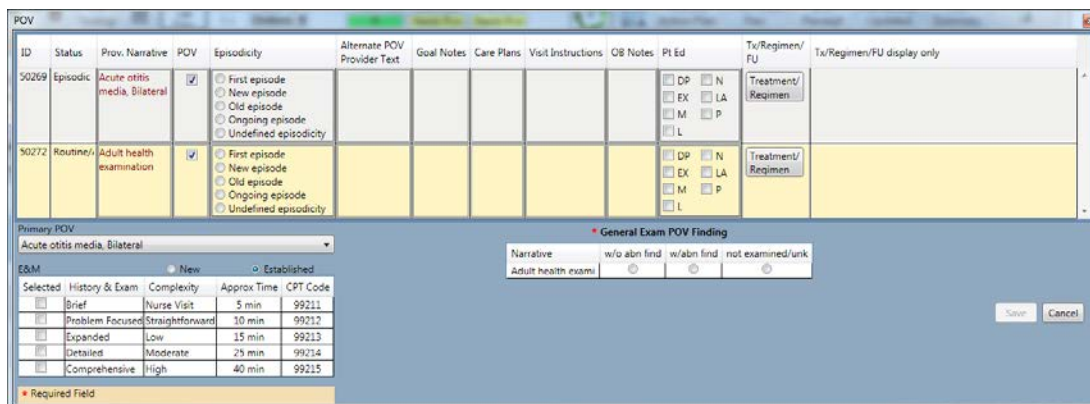 POV
ID Status Prov. Narrative POV Episodicity Alternate POV Provider Text Goal Notes Care Plans Visit Instructions OB Notes Pt Ed Tx/Regimen/ FU Tx/Regimen/FU display only
50269 Episodic Acute otitis media, Bilateral
First episode
New episode
Old episode
Ongoing episode
Undefined episodicity
DP N
EX LA
M P
L
Treatment/
Regimen
50272 Routine/ Adult health examination
First episode
New episode
Old episode
Ongoing episode
Undefined episodicity
DP N
EX LA
M P
L
Treatment/
Regimen
Primary POV
Acute otitis media, Bilateral
E&M New Established
Selected History & Exam Complexity Approx Time CPT Code
Brief Nurse Visit 5 min 99211
Problem Focused Straightforward 10 min 99212
Expanded Low 15 min 99213
Detailed Moderate 25 min 99214
Comprehensive High 40 min 99215
* Required Field
* General Exam POV Finding
Narrative w/o abn find w/abn find not examined/unk
Adult health exami
Save Cancel